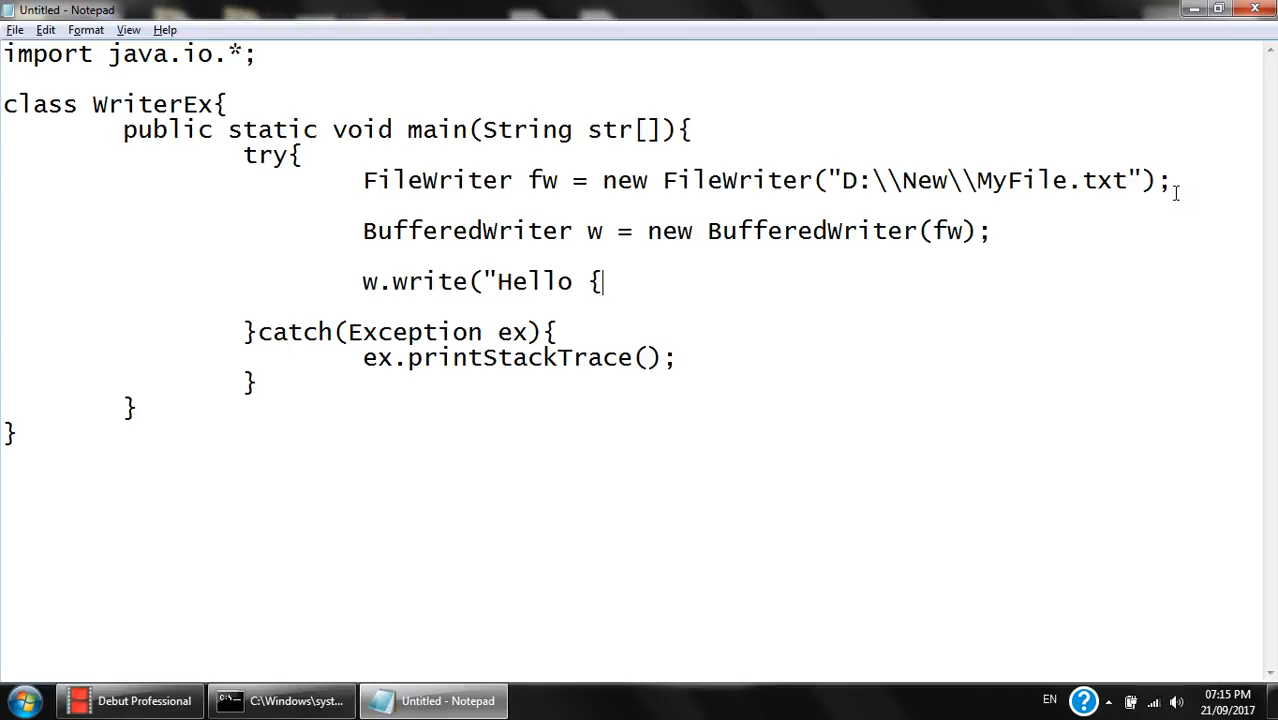 Untitled - Notepad
File Edit Format View Help
import java.io.*;
class WriterEx{
public static void main(String str[]){
try{
FileWriter fw = new FileWriter("D:\\New\\MyFile.txt");
BufferedWriter w = new BufferedWriter(fw);
w.write("Hello {
}catch(Exception ex){
ex.printStackTrace();
}
}
}
Debut Professional C:\Windows\syst... Untitled - Notepad EN ? 07:15 PM
21/09/2017